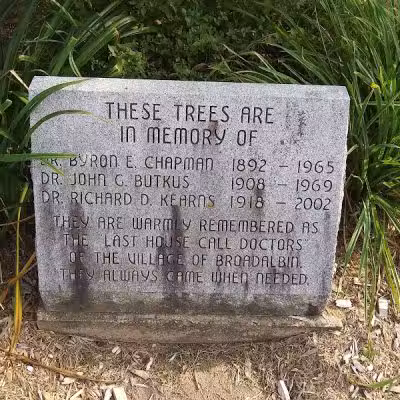 THESE TREES ARE
IN MEMORY OF
DR. BYRON E. CHAPMAN 1892 – 1965
DR. JOHN G. BUTKUS 1908 – 1969
DR. RICHARD D. KEARNS 1918 – 2002
THEY ARE WARMLY REMEMBERED AS
THE "LAST HOUSE CALL DOCTORS"
OF THE VILLAGE OF BROADALBIN.
THEY ALWAYS CAME WHEN NEEDED.